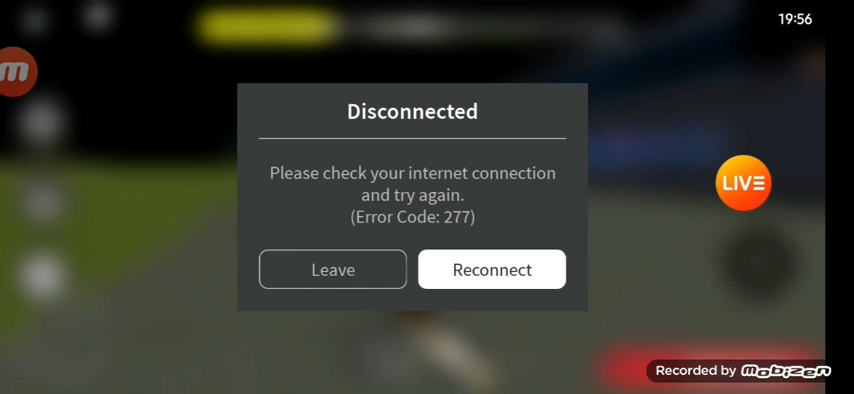 19:56
Disconnected
LIVE
Please check your internet connection
and try again.
(Error Code: 277)
Leave
Reconnect
Recorded by mobizen